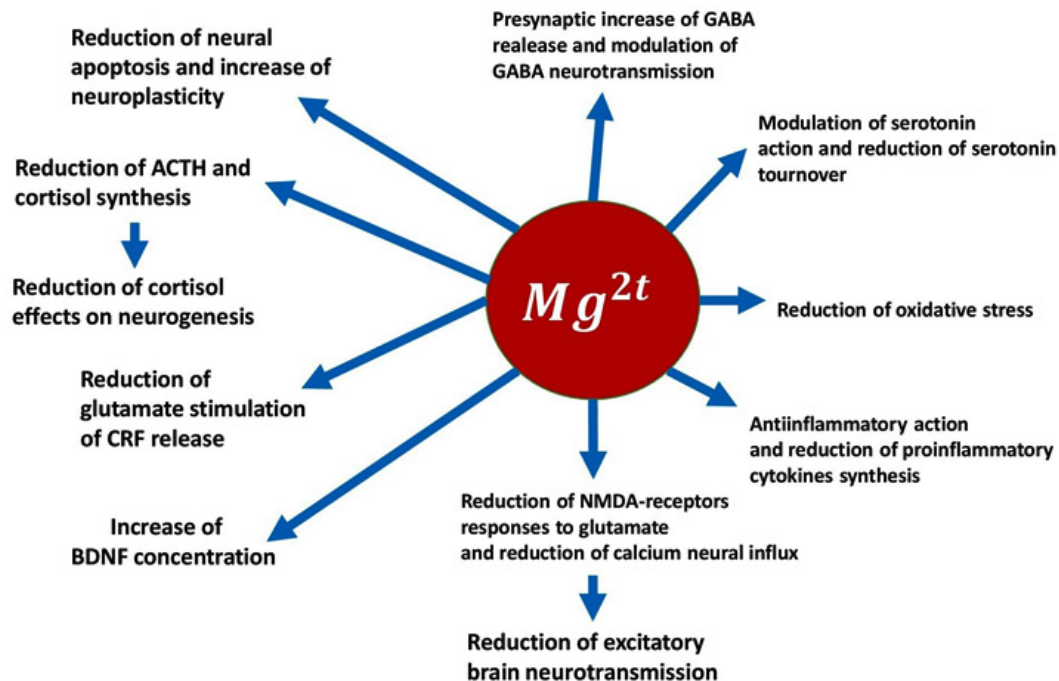 Reduction of neural
apoptosis and increase of
neuroplasticity
Presynaptic increase of GABA
realease and modulation of
GABA neurotransmission
Modulation of serotonin
action and reduction of serotonin
tournover
Reduction of ACTH and
cortisol synthesis
Reduction of cortisol
effects on neurogenesis
Mg²ᵗ
Reduction of oxidative stress
Reduction of
glutamate stimulation
of CRF release
Antiinflammatory action
and reduction of proinflammatory
cytokines synthesis
Increase of
BDNF concentration
Reduction of NMDA-receptors
responses to glutamate
and reduction of calcium neural influx
Reduction of excitatory
brain neurotransmission